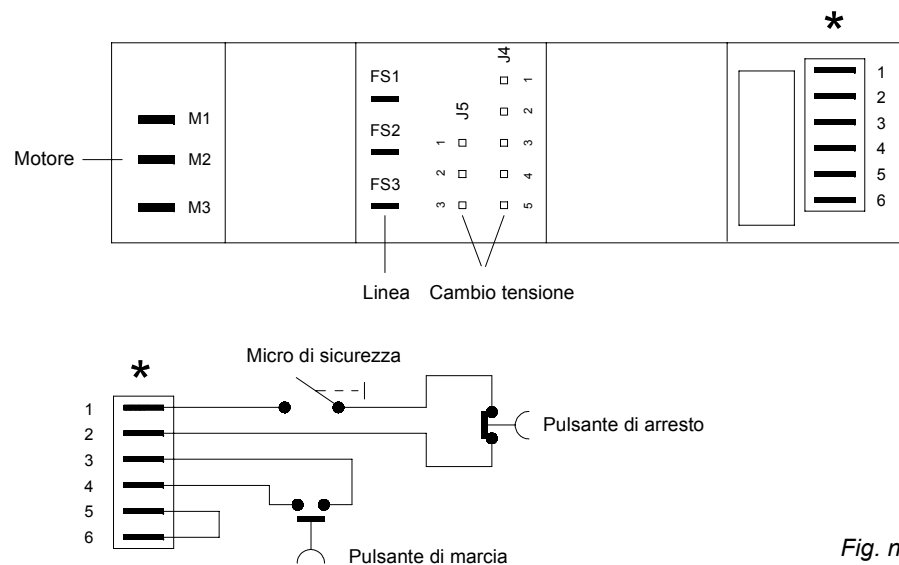 *
J4
FS1
1
1
M1
J5
2
2
FS2
1
3
3
Motore
M2
2
4
4
FS3
3
5
5
M3
6
Linea
Cambio tensione
*
Micro di sicurezza
1
2
Pulsante di arresto
3
4
5
6
Pulsante di marcia
Fig. n